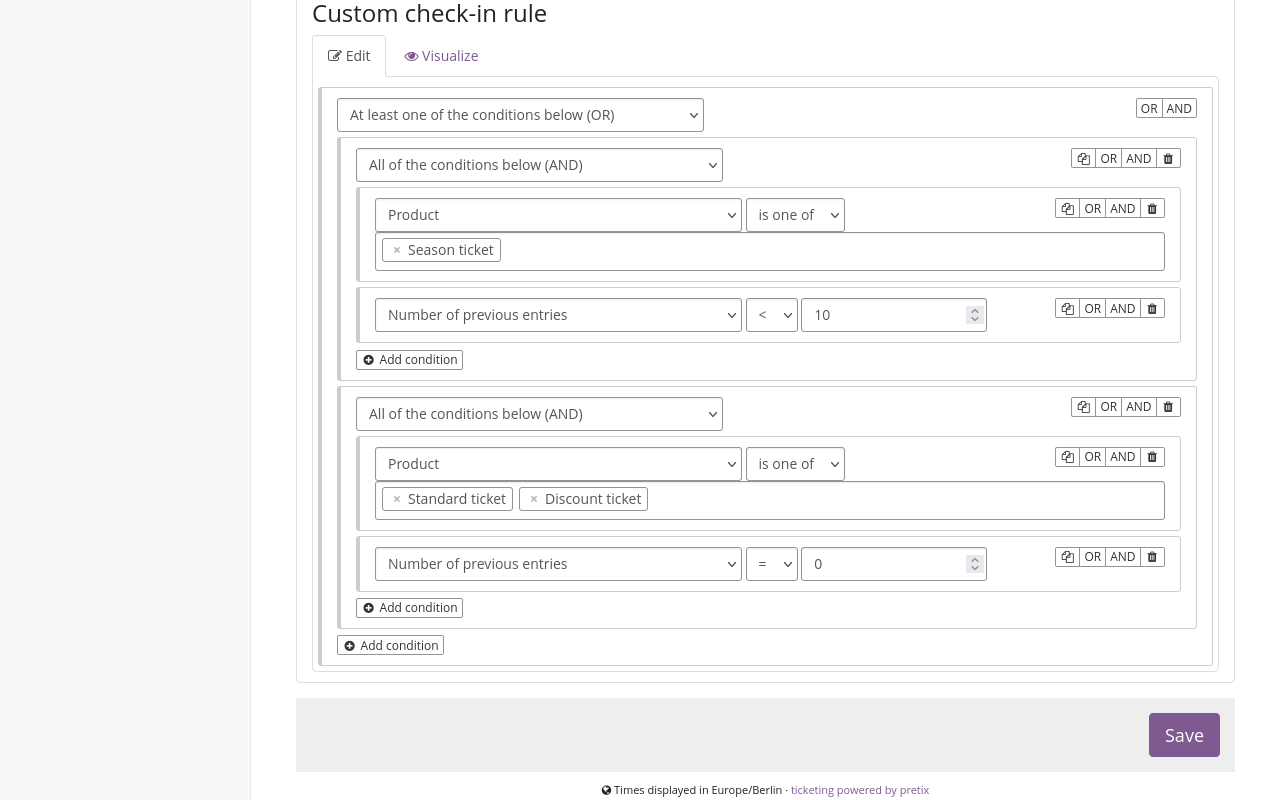 Custom check-in rule
Edit Visualize
At least one of the conditions below (OR) OR AND
All of the conditions below (AND) OR AND
Product is one of OR AND
× Season ticket
Number of previous entries < 10 OR AND
Add condition
All of the conditions below (AND) OR AND
Product is one of OR AND
× Standard ticket × Discount ticket
Number of previous entries = 0 OR AND
Add condition
Add condition
Save
Times displayed in Europe/Berlin · ticketing powered by pretix